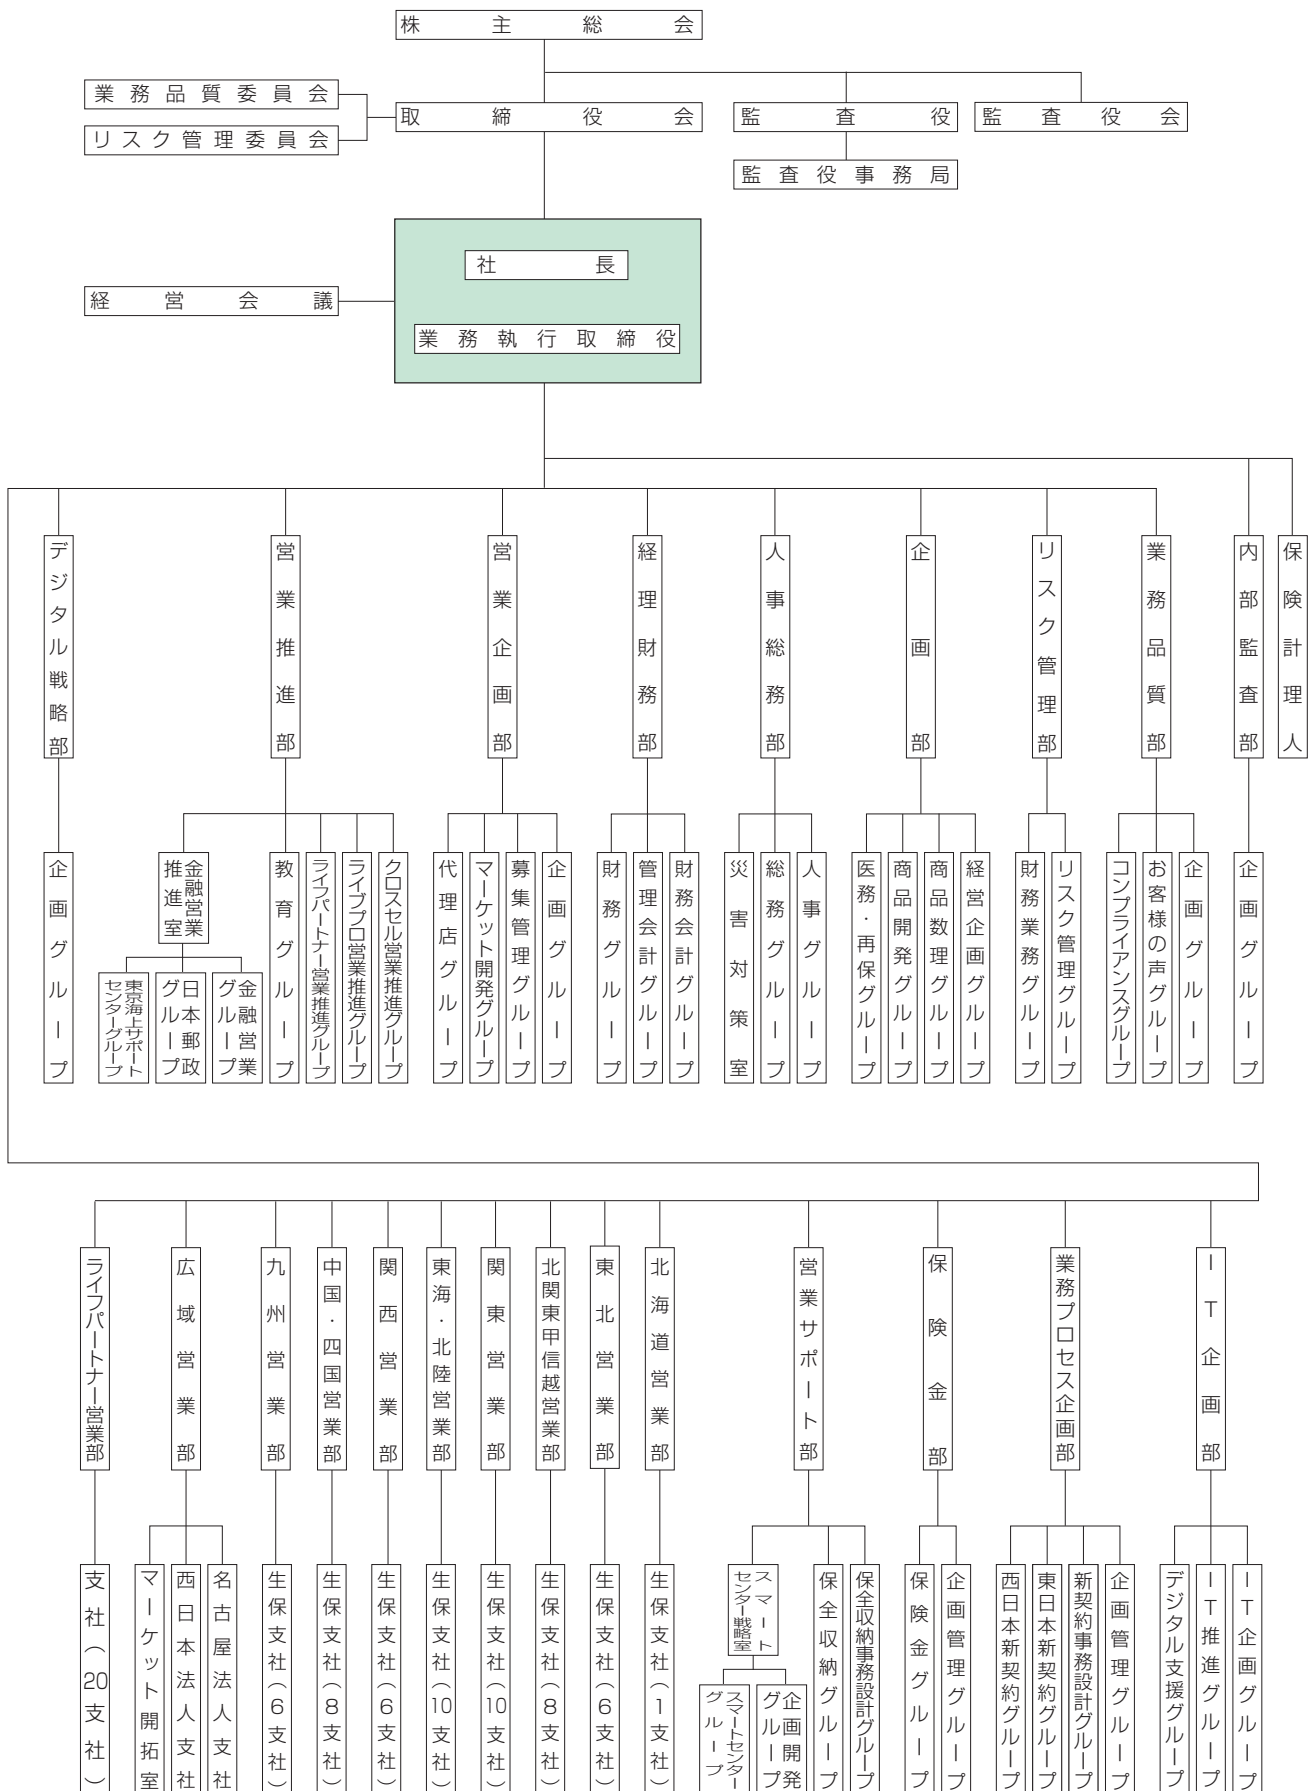 株主総会
業務品質委員会
リスク管理委員会
取締役会
監査役
監査役会
監査役事務局
社長
経営会議
業務執行取締役
保険計理人
内部監査部
業務品質部
リスク管理部
企画部
人事総務部
経理財務部
営業企画部
営業推進部
デジタル戦略部
企画グループ
企画グループ
お客様の声グループ
コンプライアンスグループ
リスク管理グループ
財務業務グループ
経営企画グループ
商品数理グループ
商品開発グループ
医務・再保グループ
人事グループ
総務グループ
災害対策室
財務会計グループ
管理会計グループ
財務グループ
企画グループ
募集管理グループ
マーケット開発グループ
代理店グループ
クロスセル営業推進グループ
ライフプロ営業推進グループ
ライフパートナー営業推進グループ
教育グループ
金融営業
推進室
金融営業
グループ
日本郵政
グループ
東京海上サポート
センターグループ
企画グループ
IT企画部
業務プロセス企画部
保険金部
営業サポート部
北海道営業部
東北営業部
北関東甲信越営業部
関東営業部
東海・北陸営業部
関西営業部
中国・四国営業部
九州営業部
広域営業部
ライフパートナー営業部
IT企画グループ
IT推進グループ
デジタル支援グループ
企画管理グループ
新契約事務設計グループ
東日本新契約グループ
西日本新契約グループ
企画管理グループ
保険金グループ
保全収納事務設計グループ
保全収納グループ
スマート
センター戦略室
企画開発
グループ
スマートセンター
グループ
生保支社(1支社)
生保支社(6支社)
生保支社(8支社)
生保支社(10支社)
生保支社(10支社)
生保支社(6支社)
生保支社(8支社)
生保支社(6支社)
名古屋法人支社
西日本法人支社
マーケット開拓室
支社(20支社)